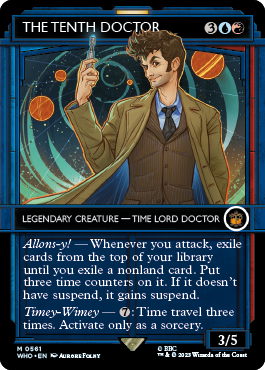 THE TENTH DOCTOR 3
LEGENDARY CREATURE — TIME LORD DOCTOR
Allons-y! — Whenever you attack, exile
cards from the top of your library
until you exile a nonland card. Put
three time counters on it. If it doesn't
have suspend, it gains suspend.
Timey-Wimey — 7: Time travel three
times. Activate only as a sorcery.
3/5
M 0561
WHO • EN AURORE FOLNY
© BBC
™ & © 2023 Wizards of the Coast